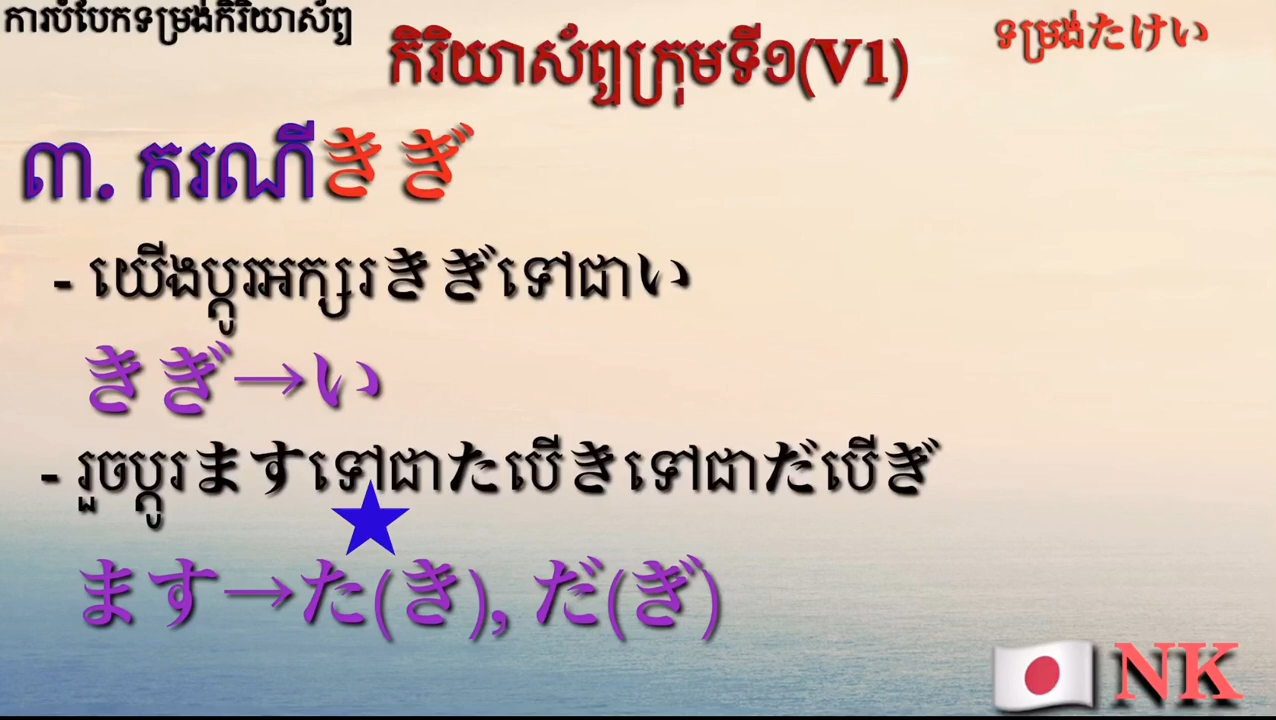 ការបំបែកទម្រង់កិរិយាស័ព្ទ
កិរិយាស័ព្ទក្រុមទី១(V1)
ទម្រង់たけい
៣. ករណីきぎ
- យើងប្ដូរអក្សរきぎទៅជាい
きぎ→い
- រួចប្ដូរますទៅជាたបើきទៅជាだបើぎ
ます→た(き), だ(ぎ)
NK